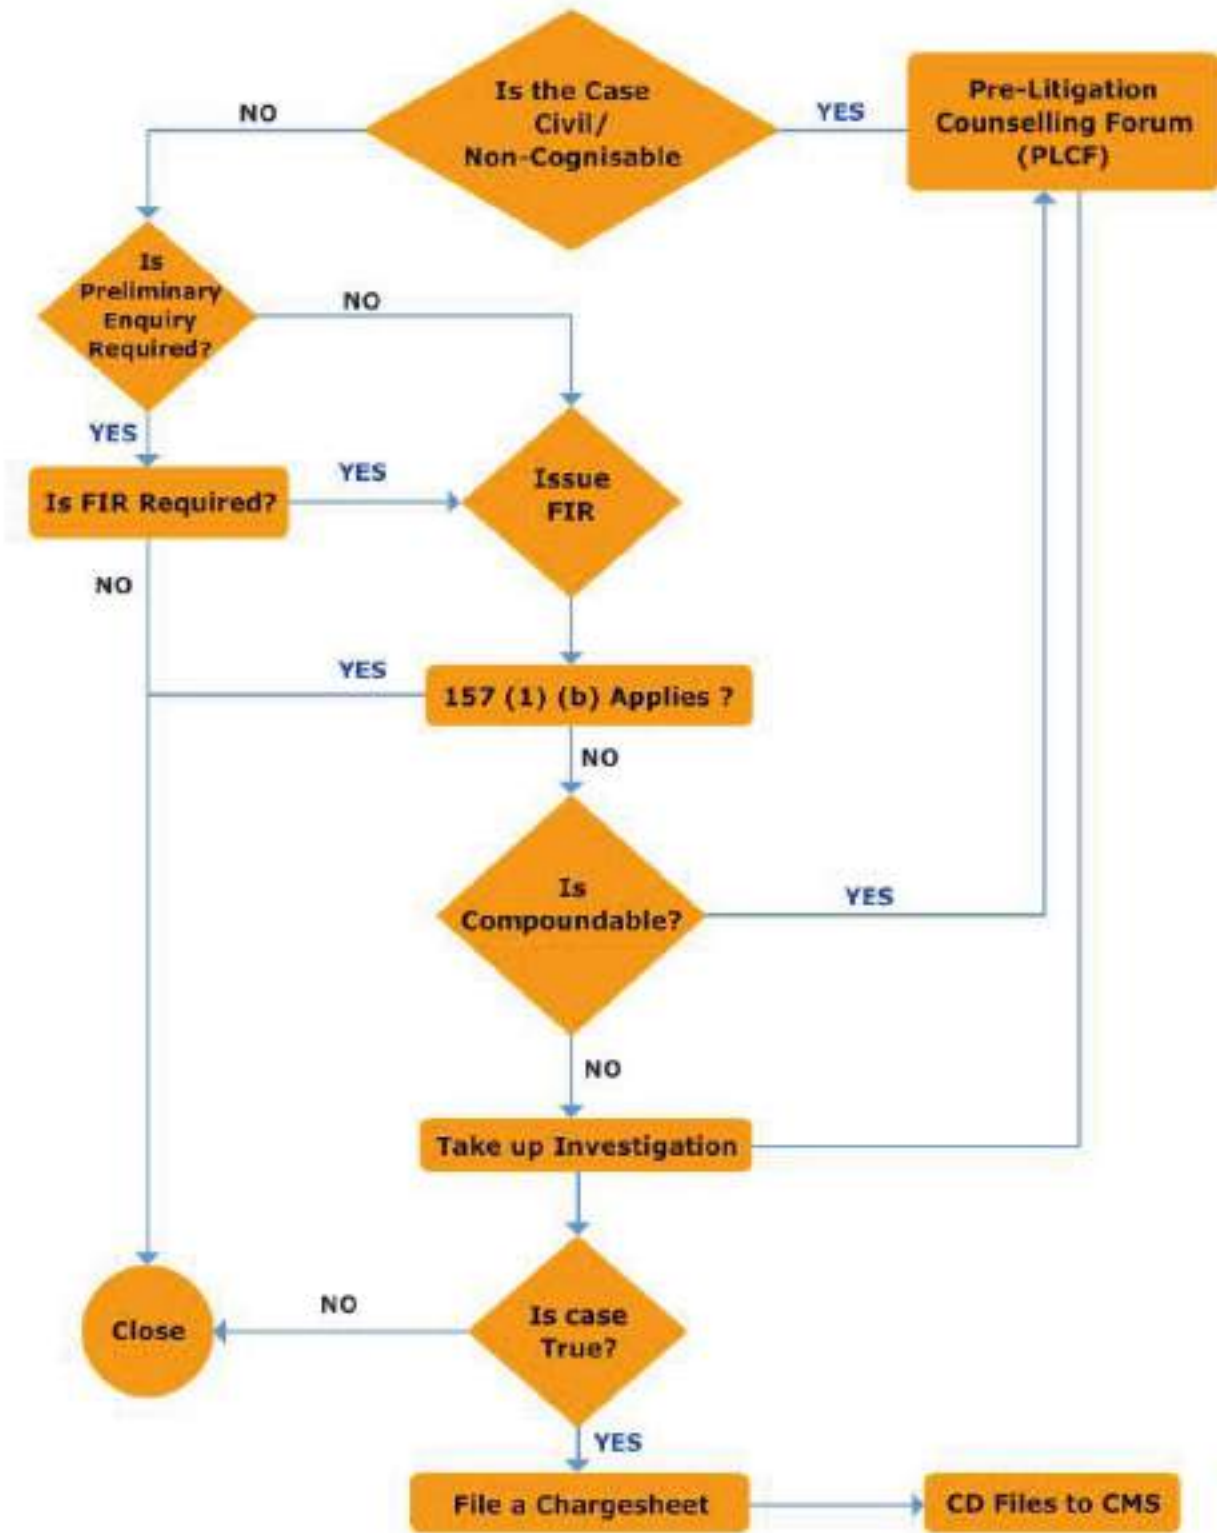 Is the Case
Civil/
Non-Cognisable
NO
YES
Pre-Litigation
Counselling Forum
(PLCF)
Is
Preliminary
Enquiry
Required?
NO
YES
Is FIR Required?
YES
Issue
FIR
NO
YES
157 (1) (b) Applies ?
NO
Is
Compoundable?
YES
NO
Take up Investigation
Close
NO
Is case
True?
YES
File a Chargesheet
CD Files to CMS